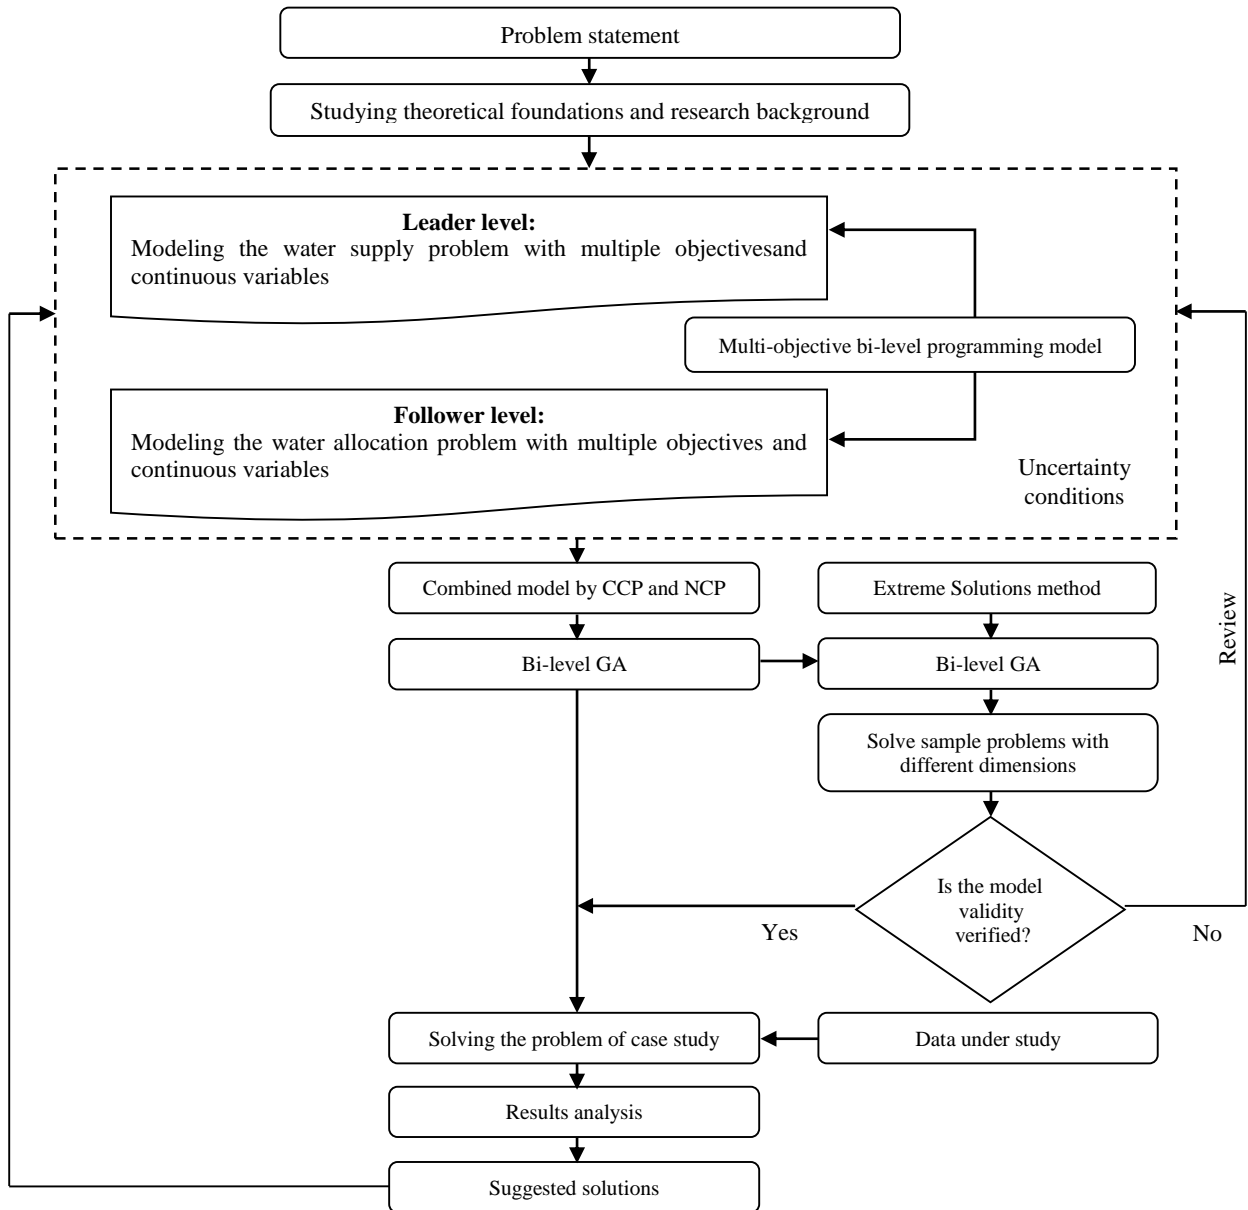 Problem statement
Studying theoretical foundations and research background
Leader level:
Modeling the water supply problem with multiple objectivesand
continuous variables
Multi-objective bi-level programming model
Follower level:
Modeling the water allocation problem with multiple objectives and
continuous variables
Uncertainty
conditions
Combined model by CCP and NCP
Extreme Solutions method
Review
Bi-level GA
Bi-level GA
Solve sample problems with
different dimensions
Is the model
validity
verified?
Yes
No
Solving the problem of case study
Data under study
Results analysis
Suggested solutions